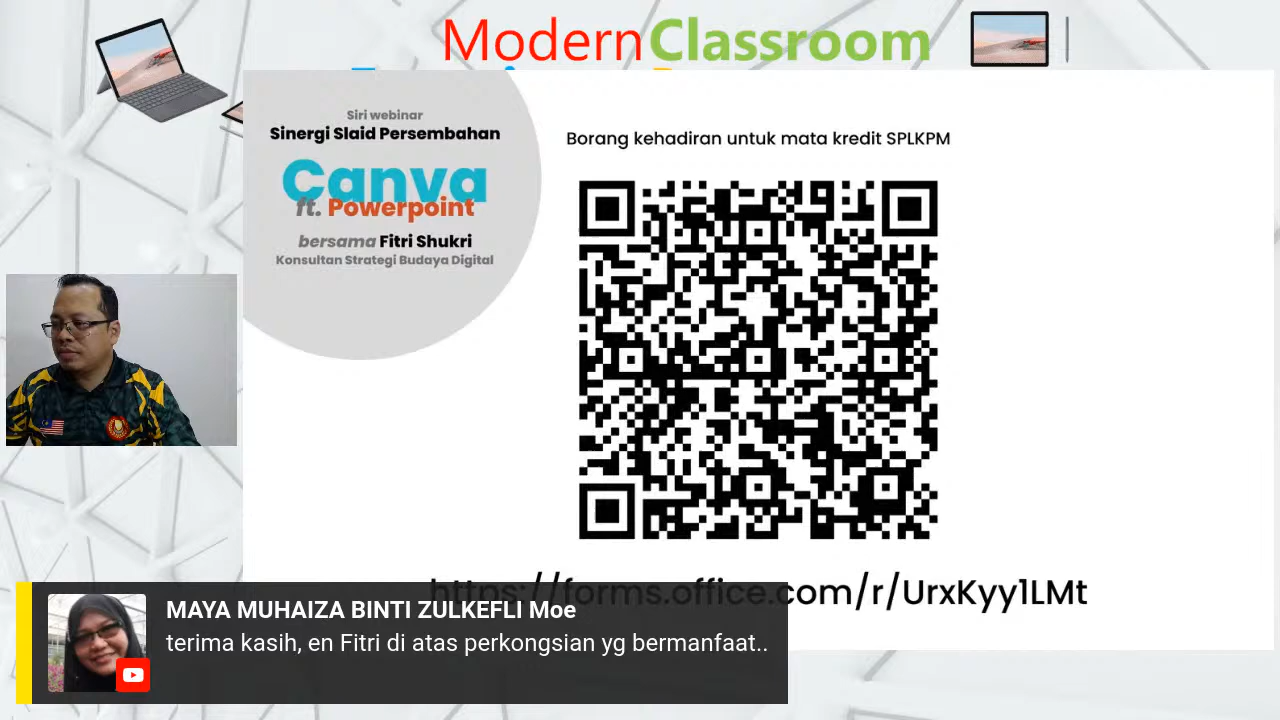 ModernClassroom
Siri webinar
Sinergi Slaid Persembahan
Canva
ft. Powerpoint
bersama Fitri Shukri
Konsultan Strategi Budaya Digital
Borang kehadiran untuk mata kredit SPLKPM
https://forms.office.com/r/UrxKyy1LMt
MAYA MUHAIZA BINTI ZULKEFLI Moe
terima kasih, en Fitri di atas perkongsian yg bermanfaat..